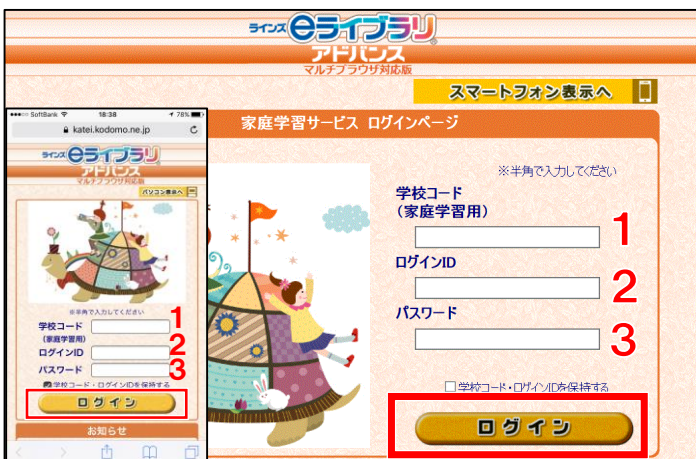 ラインズeライブラリ
アドバンス
マルチブラウザ対応版
スマートフォン表示へ
家庭学習サービス ログインページ
※半角で入力してください
学校コード
(家庭学習用)
1
ログインID
2
パスワード
3
学校コード・ログインIDを保持する
ログイン
SoftBank 18:38 78%
katei.kodomo.ne.jp
ラインズeライブラリ
アドバンス
マルチブラウザ対応版
パソコン表示へ
※半角で入力してください
学校コード 1
(家庭学習用)
ログインID 2
パスワード 3
学校コード・ログインIDを保持する
ログイン
お知らせ